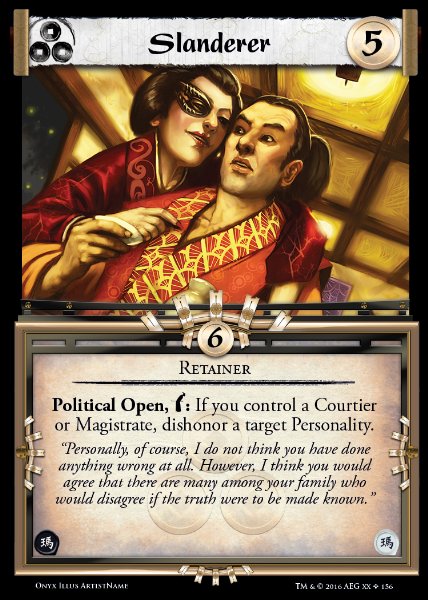 Slanderer
5
6
RETAINER
Political Open, : If you control a Courtier
or Magistrate, dishonor a target Personality.
“Personally, of course, I do not think you have done
anything wrong at all. However, I think you would
agree that there are many among your family who
would disagree if the truth were to be made known.”
瑪 瑪
ONYX ILLUS ARTISTNAME TM & © 2016 AEG XX ❖ 156